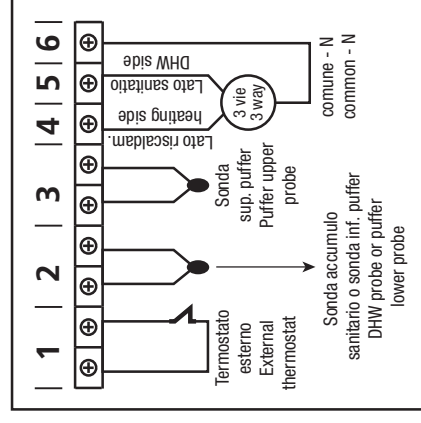 1
2
3
4
5
6
Termostato
esterno
External
thermostat
Sonda accumulo
sanitario o sonda inf. puffer
DHW probe or puffer
lower probe
Sonda
sup. puffer
Puffer upper
probe
Lato riscaldam.
heating side
Lato sanitatio
DHW side
3 vie
3 way
comune - N
common - N